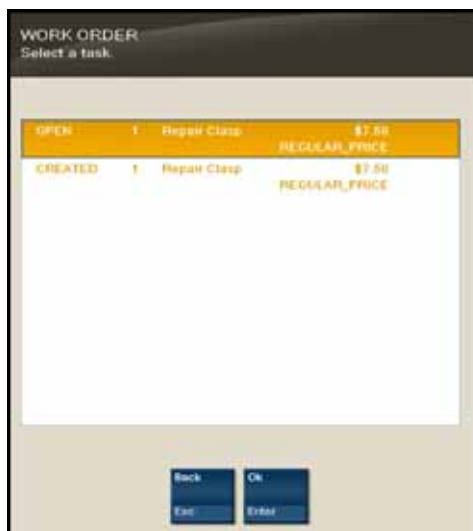 WORK ORDER
Select a task.
OPEN 1 Repair Clasp $7.50
REGULAR_PRICE
CREATED 1 Repair Clasp $7.50
REGULAR_PRICE
Back Ok
Esc Enter